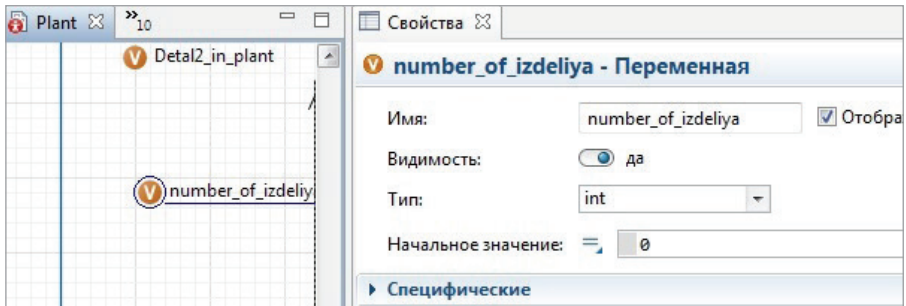 Plant
»10
Свойства
Detal2_in_plant
number_of_izdeliya - Переменная
Имя:
number_of_izdeliya
Отобра
Видимость:
да
number_of_izdeliy
Тип:
int
Начальное значение:
0
Специфические